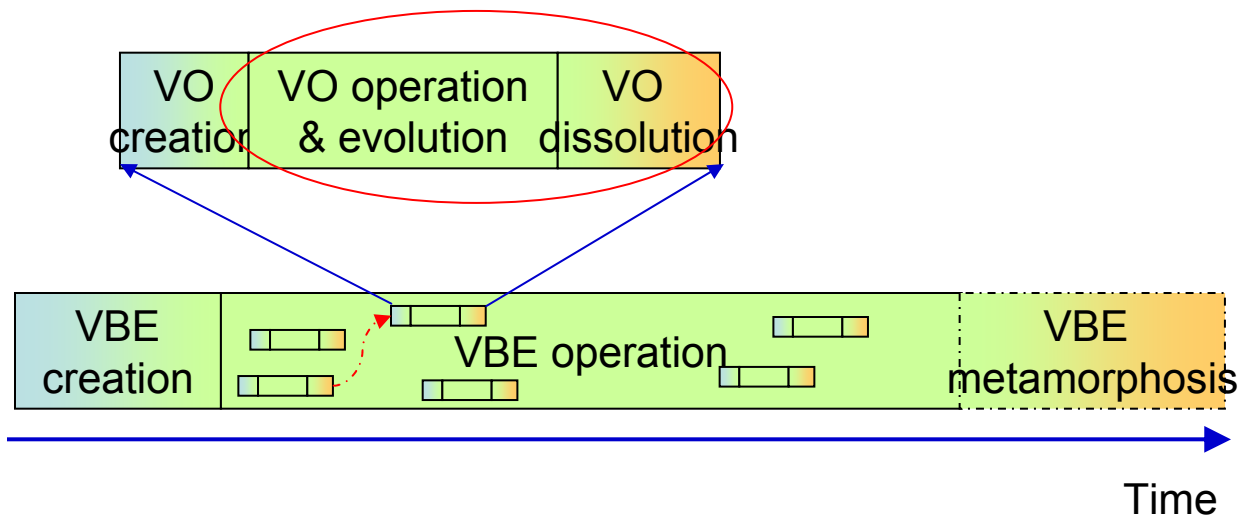 VO
creation
VO operation
& evolution
VO
dissolution
VBE
creation
VBE operation
VBE
metamorphosis
Time